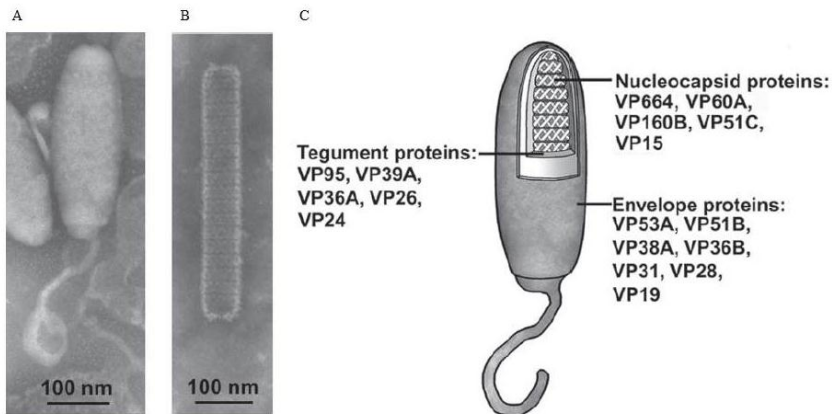 A
B
C
Nucleocapsid proteins:
VP664, VP60A,
VP160B, VP51C,
VP15
Tegument proteins:
VP95, VP39A,
VP36A, VP26,
VP24
Envelope proteins:
VP53A, VP51B,
VP38A, VP36B,
VP31, VP28,
VP19
100 nm
100 nm